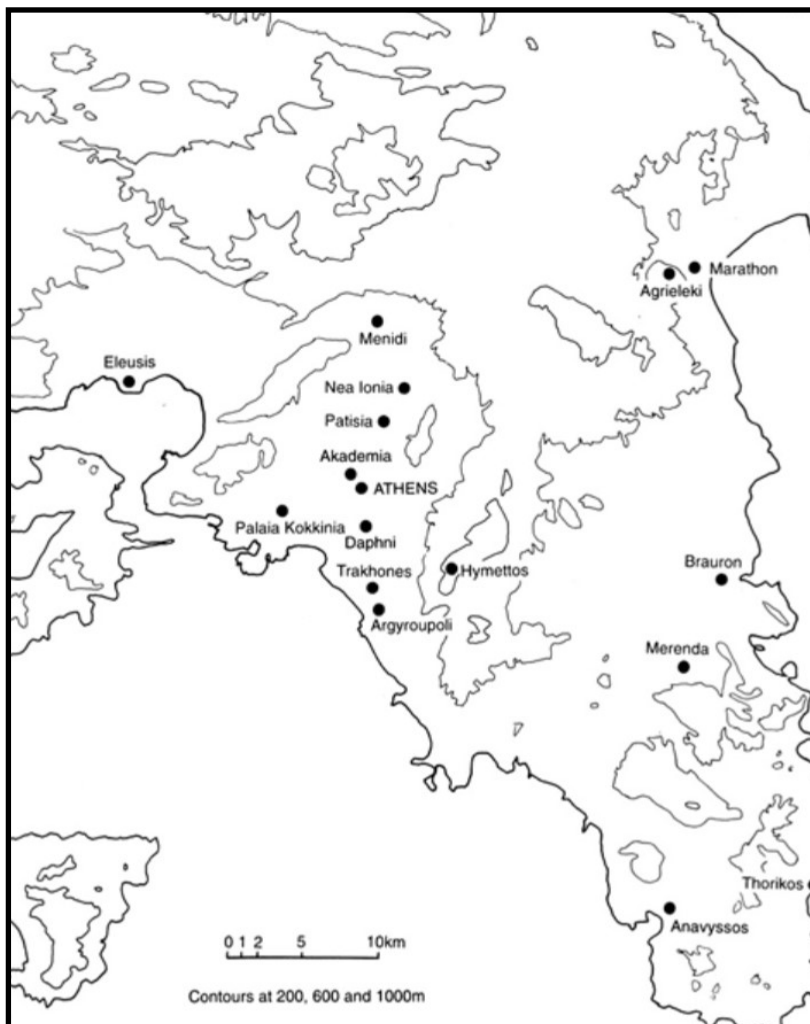 Marathon
Agrieleki
Menidi
Eleusis
Nea Ionia
Patisia
Akademia
ATHENS
Palaia Kokkinia
Daphni
Trakhones
Hymettos
Brauron
Argyroupoli
Merenda
Thorikos
Anavyssos
0 1 2 5 10km
Contours at 200, 600 and 1000m